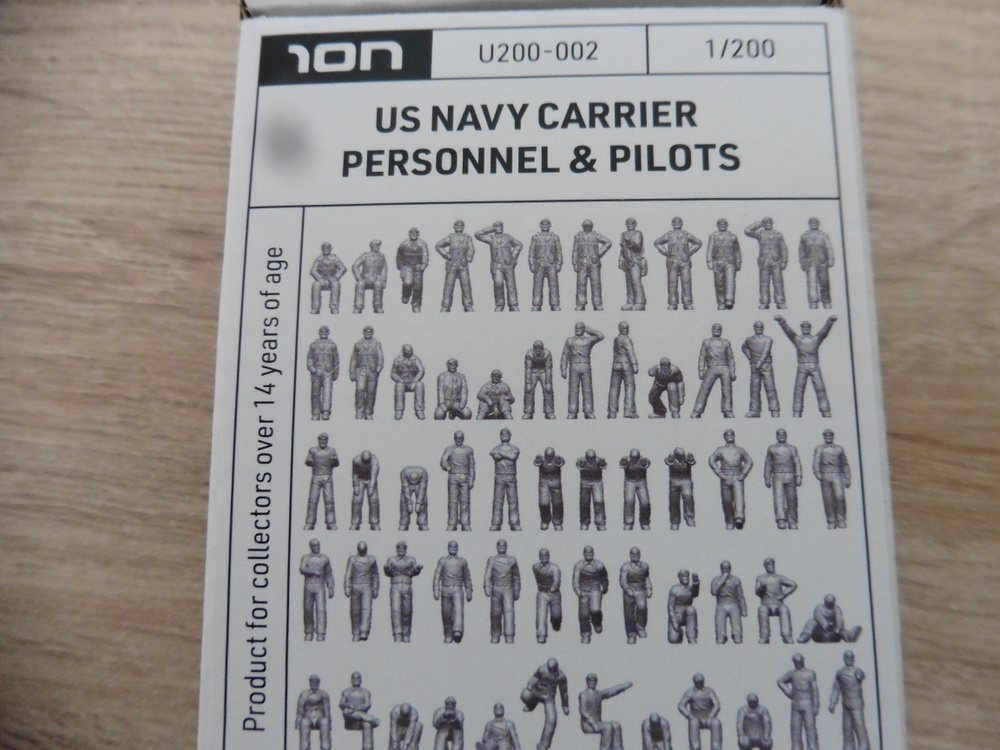 ion
U200-002
1/200
US NAVY CARRIER
PERSONNEL & PILOTS
Product for collectors over 14 years of age